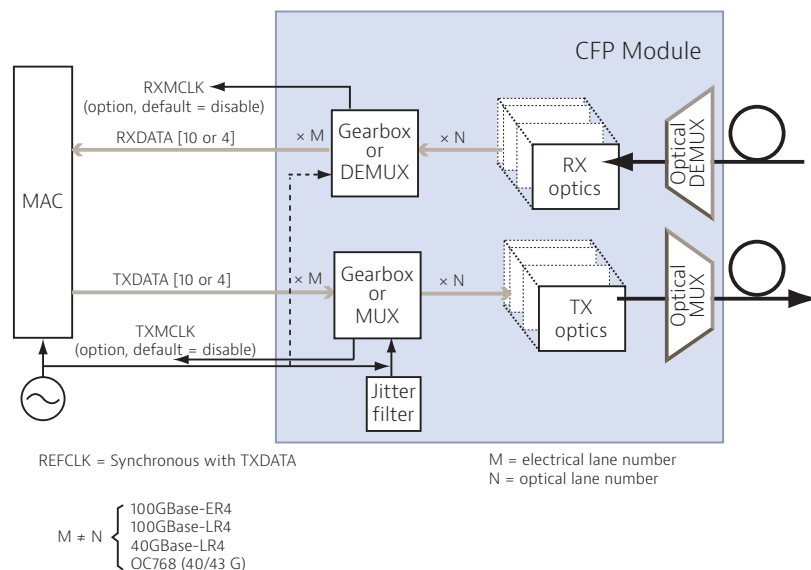 CFP Module
RXMCLK
(option, default = disable)
RXDATA [10 or 4]
× M
Gearbox
or
DEMUX
× N
RX
optics
Optical
DEMUX
MAC
TXDATA [10 or 4]
× M
Gearbox
or
MUX
× N
TX
optics
Optical
MUX
TXMCLK
(option, default = disable)
Jitter
filter
REFCLK = Synchronous with TXDATA
M = electrical lane number
N = optical lane number
M ≠ N
100GBase-ER4
100GBase-LR4
40GBase-LR4
OC768 (40/43 G)